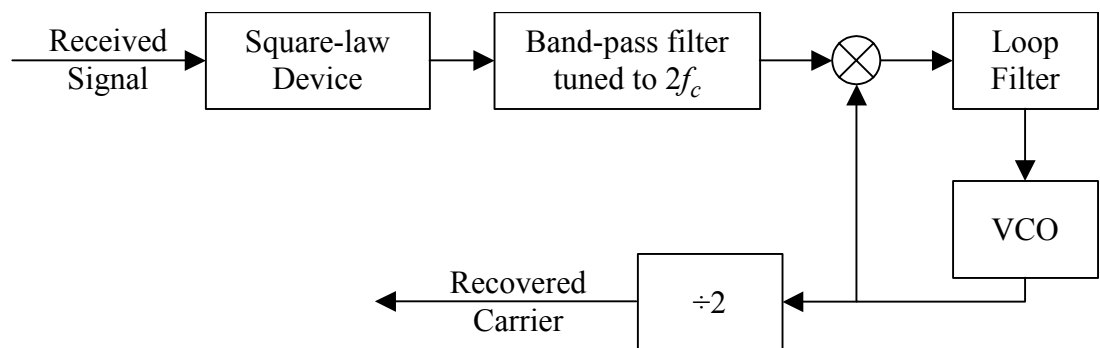 Received
Signal
Square-law
Device
Band-pass filter
tuned to 2f_c
Loop
Filter
VCO
÷2
Recovered
Carrier